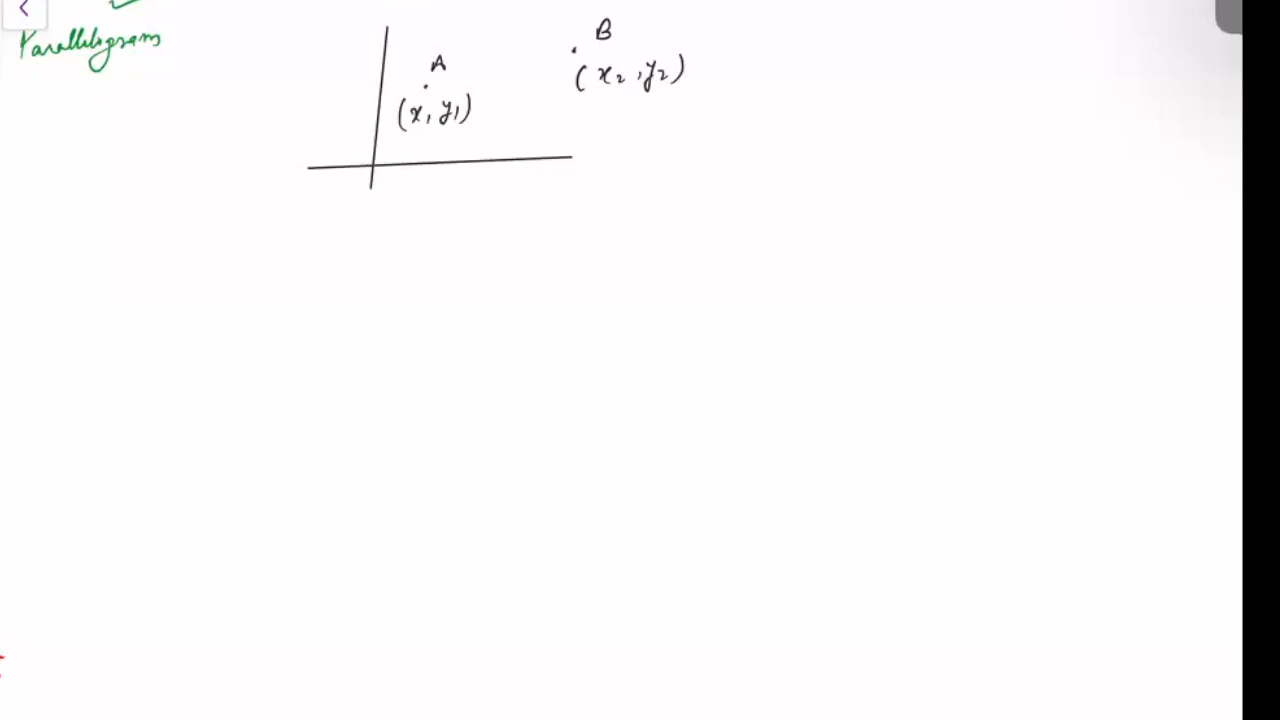 Parallelograms
A
(x₁ y₁)
B
(x₂, y₂)